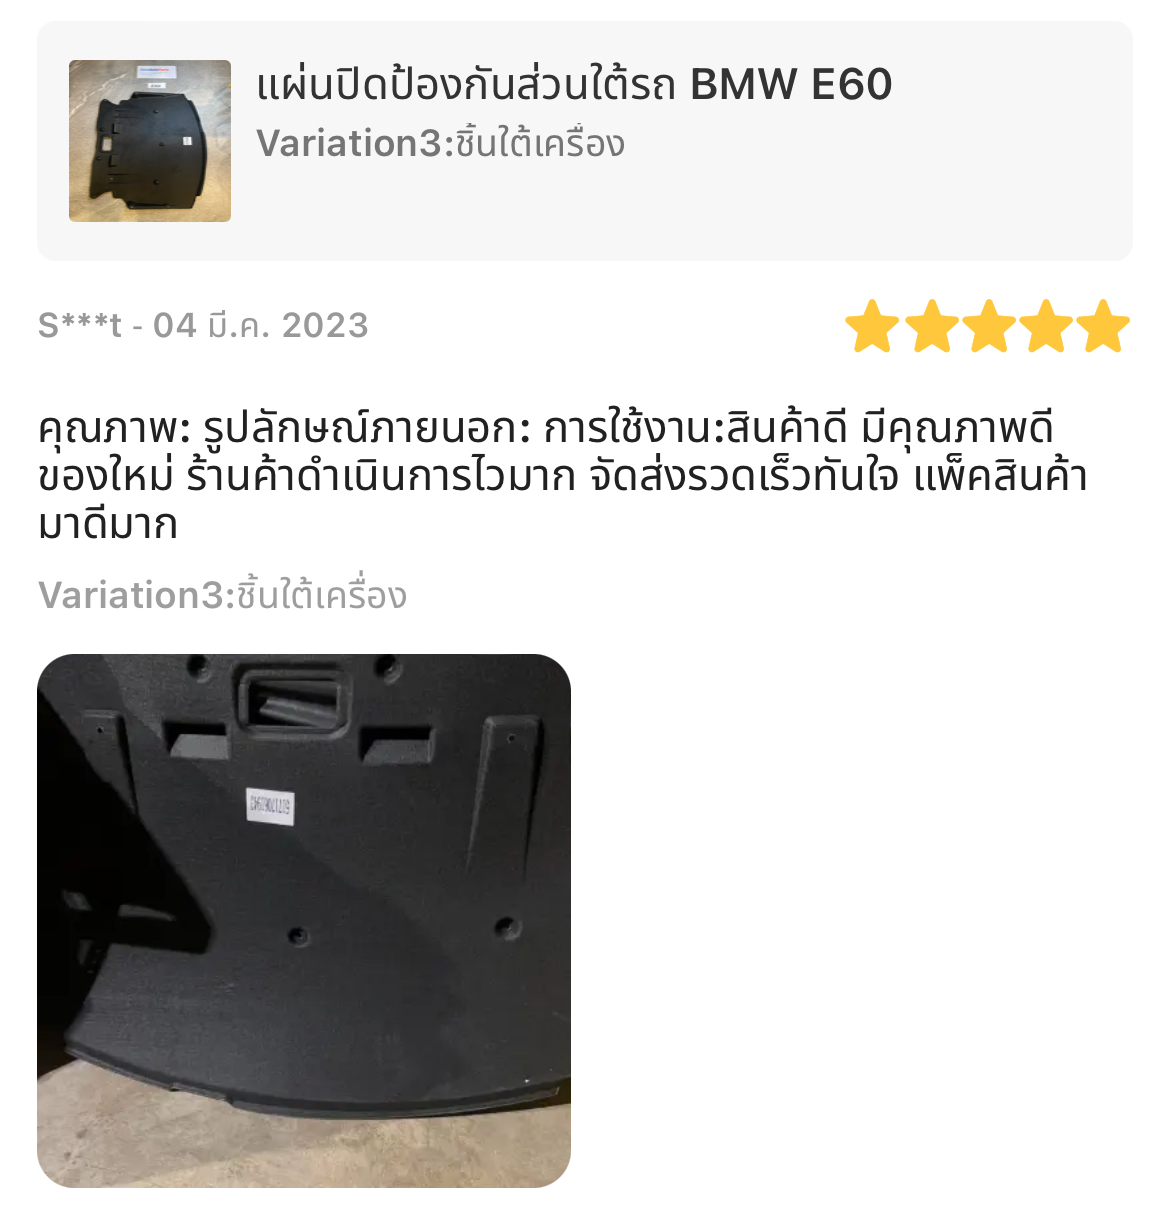 แผ่นปิดป้องกันส่วนใต้รถ BMW E60
Variation3:ชิ้นใต้เครื่อง
S***t - 04 มี.ค. 2023
คุณภาพ: รูปลักษณ์ภายนอก: การใช้งาน:สินค้าดี มีคุณภาพดี
ของใหม่ ร้านค้าดำเนินการไวมาก จัดส่งรวดเร็วทันใจ แพ็คสินค้า
มาดีมาก
Variation3:ชิ้นใต้เครื่อง